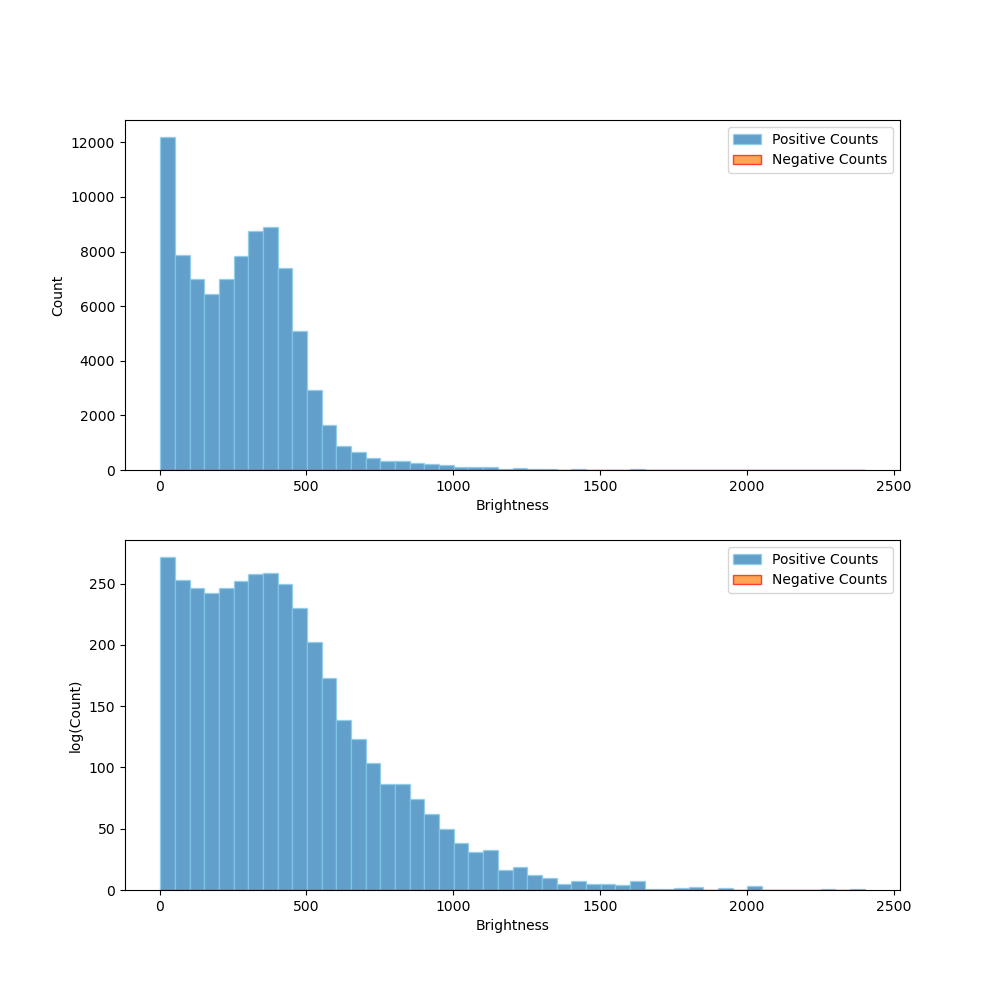 Positive Counts
Negative Counts
12000
10000
8000
6000
4000
2000
0
Count
0 500 1000 1500 2000 2500
Brightness
Positive Counts
Negative Counts
250
200
150
100
50
0
log(Count)
0 500 1000 1500 2000 2500
Brightness